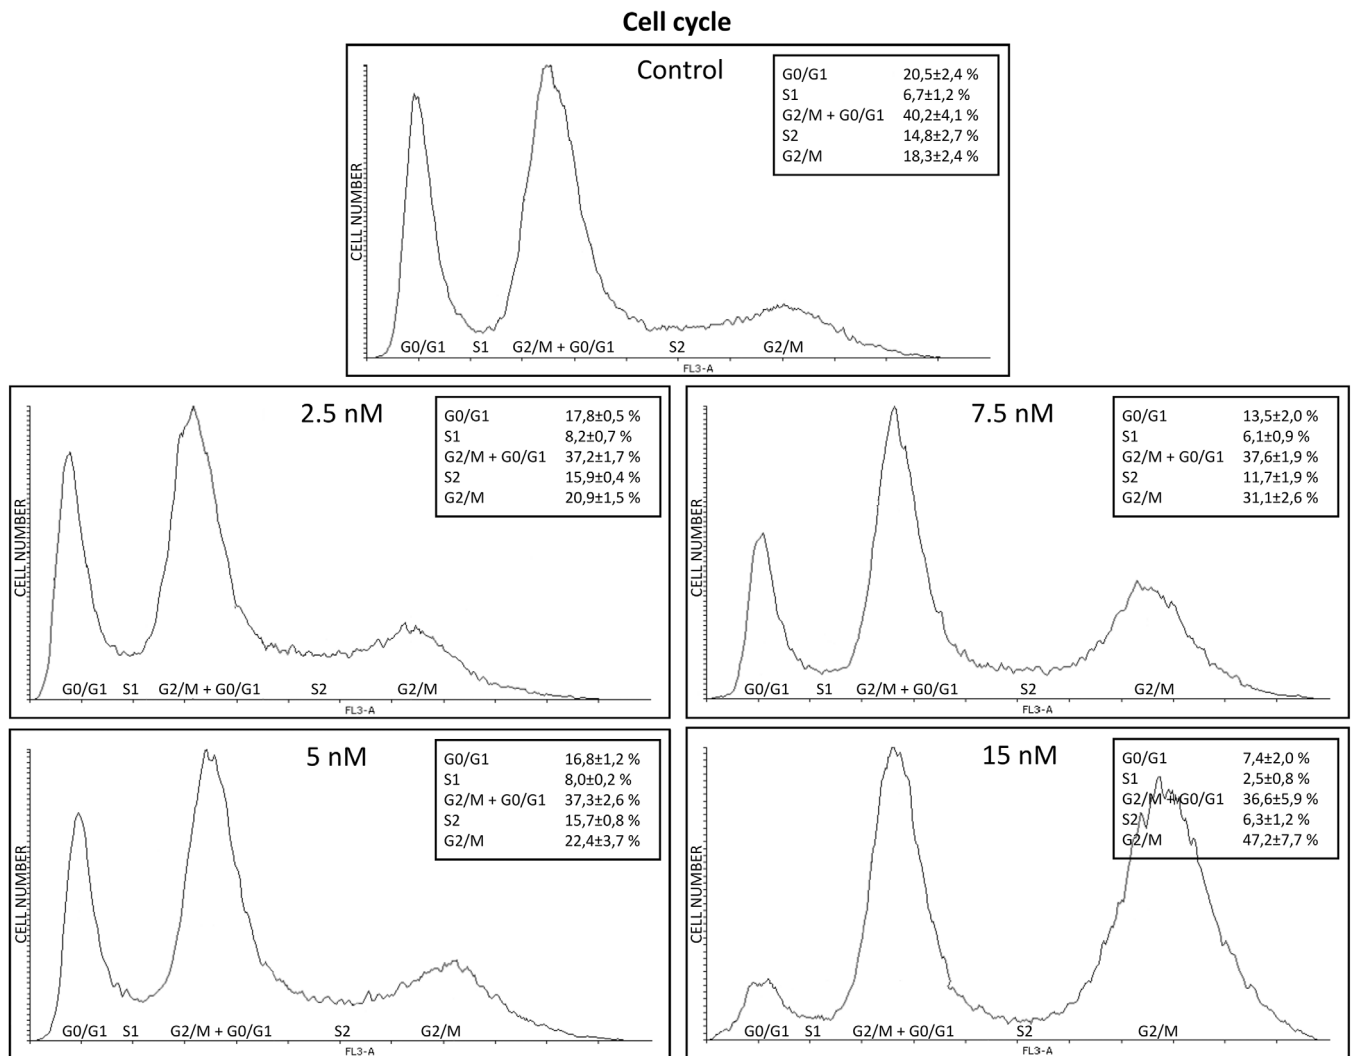 Cell cycle
Control
G0/G1 20,5±2,4 %
S1 6,7±1,2 %
G2/M + G0/G1 40,2±4,1 %
S2 14,8±2,7 %
G2/M 18,3±2,4 %
CELL NUMBER
G0/G1 S1 G2/M + G0/G1 S2 G2/M
FL3-A
2.5 nM
G0/G1 17,8±0,5 %
S1 8,2±0,7 %
G2/M + G0/G1 37,2±1,7 %
S2 15,9±0,4 %
G2/M 20,9±1,5 %
CELL NUMBER
G0/G1 S1 G2/M + G0/G1 S2 G2/M
FL3-A
7.5 nM
G0/G1 13,5±2,0 %
S1 6,1±0,9 %
G2/M + G0/G1 37,6±1,9 %
S2 11,7±1,9 %
G2/M 31,1±2,6 %
CELL NUMBER
G0/G1 S1 G2/M + G0/G1 S2 G2/M
FL3-A
5 nM
G0/G1 16,8±1,2 %
S1 8,0±0,2 %
G2/M + G0/G1 37,3±2,6 %
S2 15,7±0,8 %
G2/M 22,4±3,7 %
CELL NUMBER
G0/G1 S1 G2/M + G0/G1 S2 G2/M
FL3-A
15 nM
G0/G1 7,4±2,0 %
S1 2,5±0,8 %
G2/M + G0/G1 36,6±5,9 %
S2 6,3±1,2 %
G2/M 47,2±7,7 %
CELL NUMBER
G0/G1 S1 G2/M + G0/G1 S2 G2/M
FL3-A